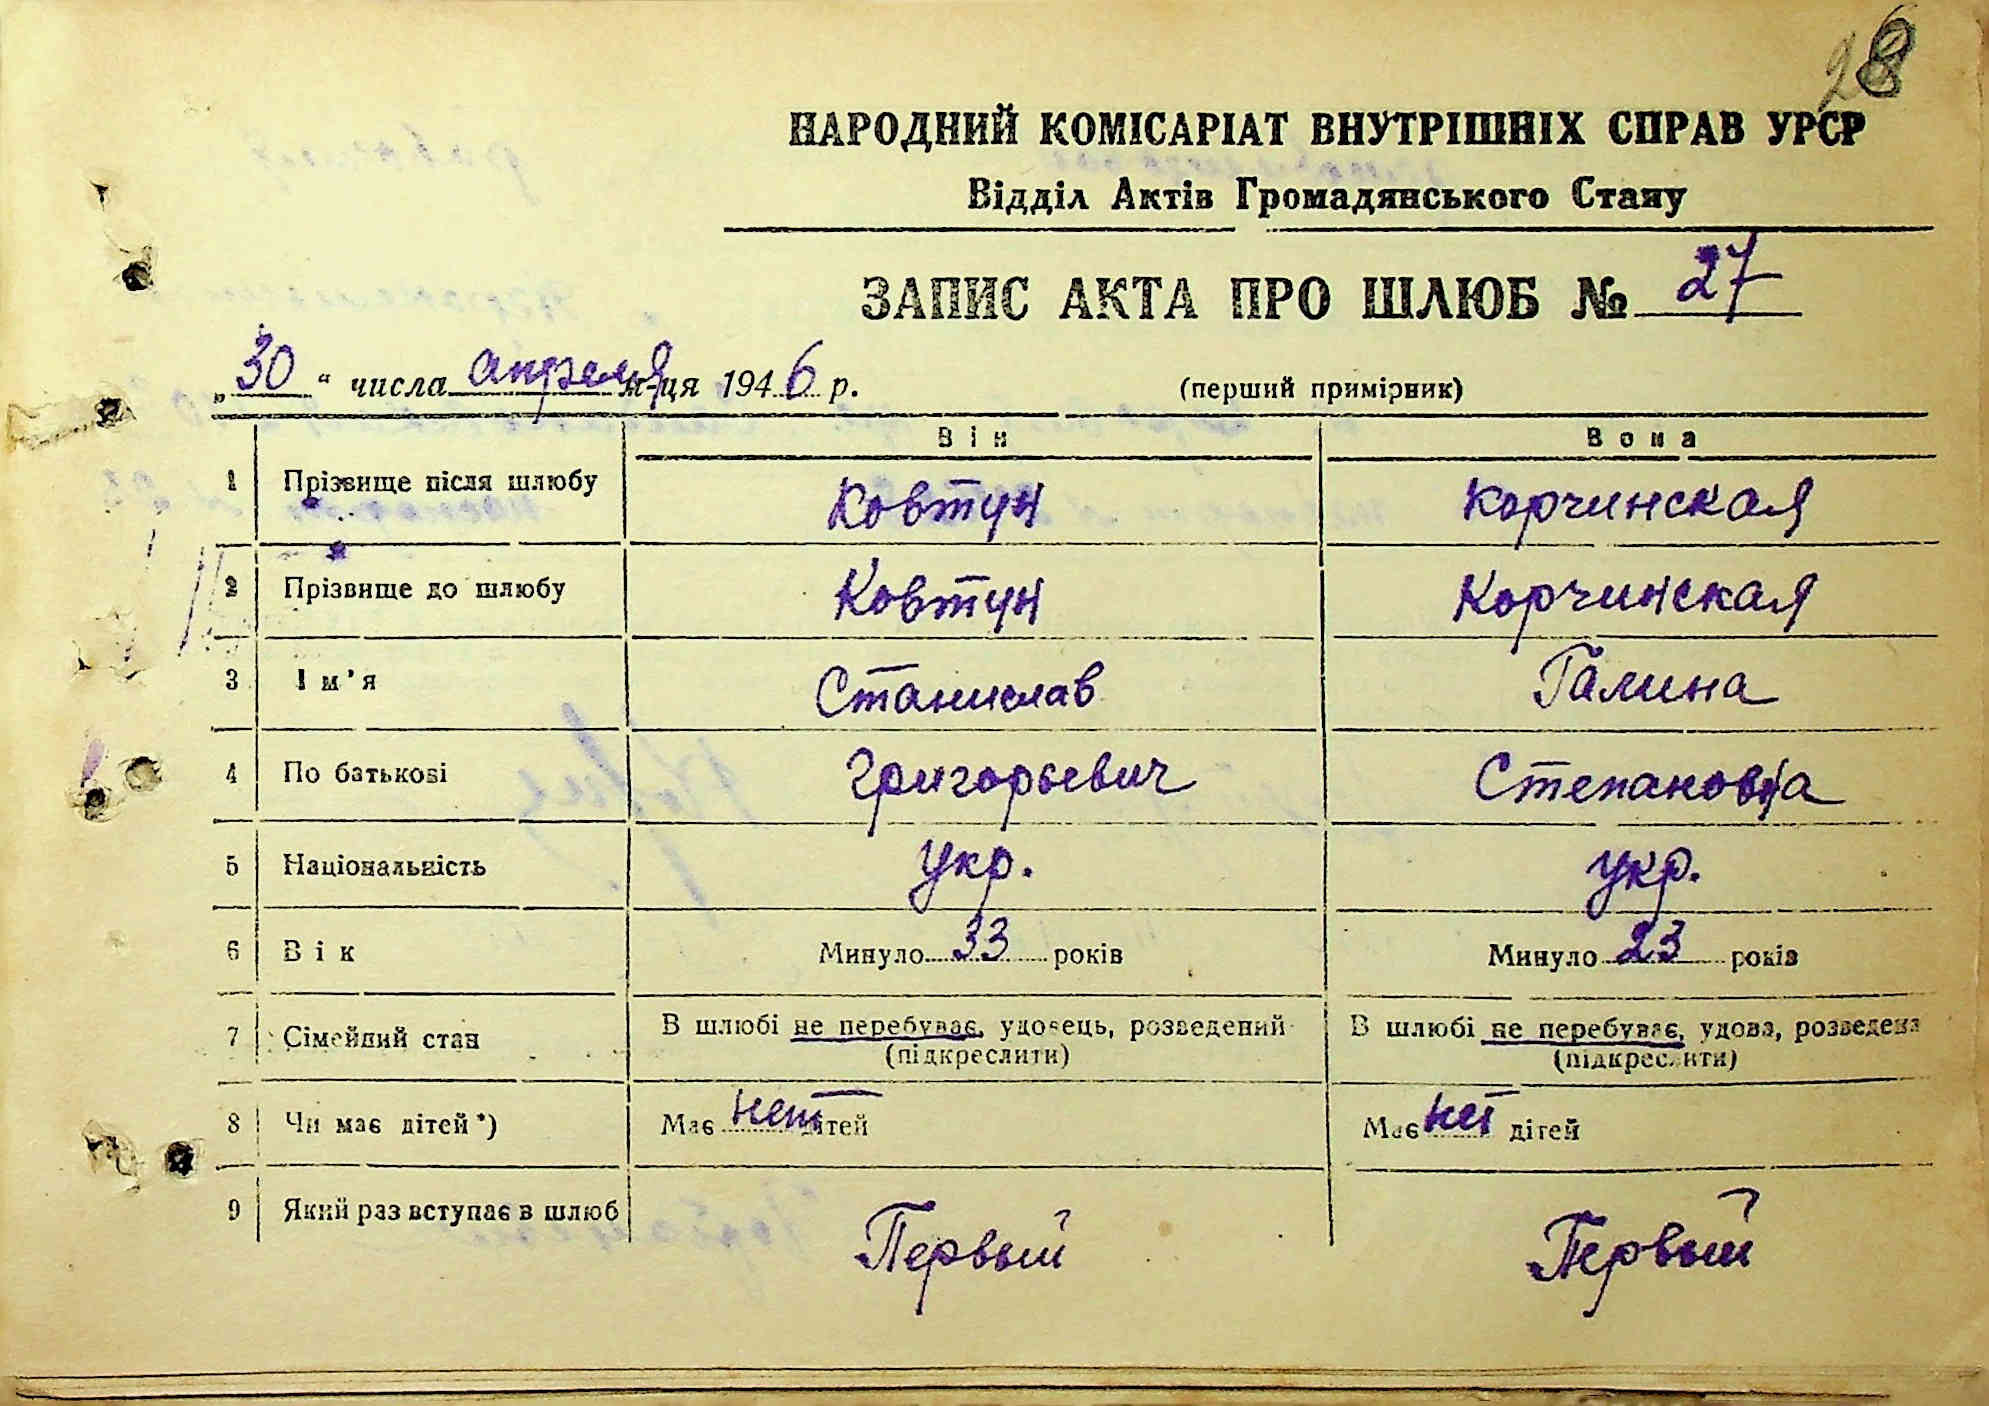 28
НАРОДНИЙ КОМІСАРІАТ ВНУТРІШНІХ СПРАВ УРСР
Відділ Актів Громадянського Стану
ЗАПИС АКТА ПРО ШЛЮБ № 27
„30“ числа апреля м-ця 1946 р. (перший примірник)
Він Вона
1 Прізвище після шлюбу Ковтун Корчинская
2 Прізвище до шлюбу Ковтун Корчинская
3 Ім'я Станислав Галина
4 По батькові Григорьевич Степановна
5 Національність укр. укр.
6 Вік Минуло 33 років Минуло 23 років
7 Сімейний стан В шлюбі не перебуває, удовець, розведений В шлюбі не перебуває, удова, розведена
(підкреслити) (підкреслити)
8 Чи має дітей*) Має нет дітей Має нет дітей
9 Який раз вступає в шлюб Первый Первый